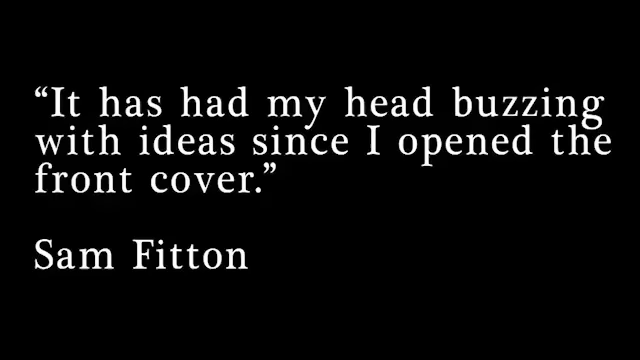 “It has had my head buzzing
with ideas since I opened the
front cover.”
Sam Fitton